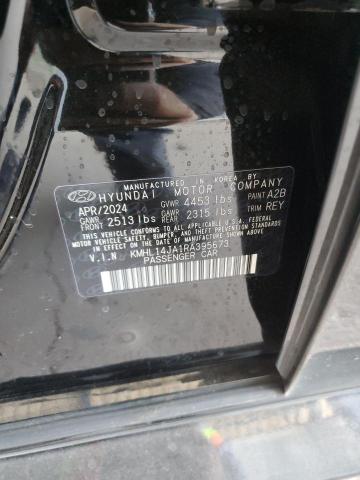 MANUFACTURED IN KOREA BY
HYUNDAI MOTOR COMPANY
APR/2024 GVWR 4453 lbs PAINT A2B
GAWR FRONT 2513 lbs GAWR REAR 2315 lbs TRIM REY
THIS VEHICLE CONFORMS TO ALL APPLICABLE U.S.A. FEDERAL
MOTOR VEHICLE SAFETY, BUMPER, AND THEFT PREVENTION
STANDARDS IN EFFECT ON THE DATE OF MANUFACTURE SHOWN ABOVE.
V.I.N KMHL14JA1RA395673
PASSENGER CAR